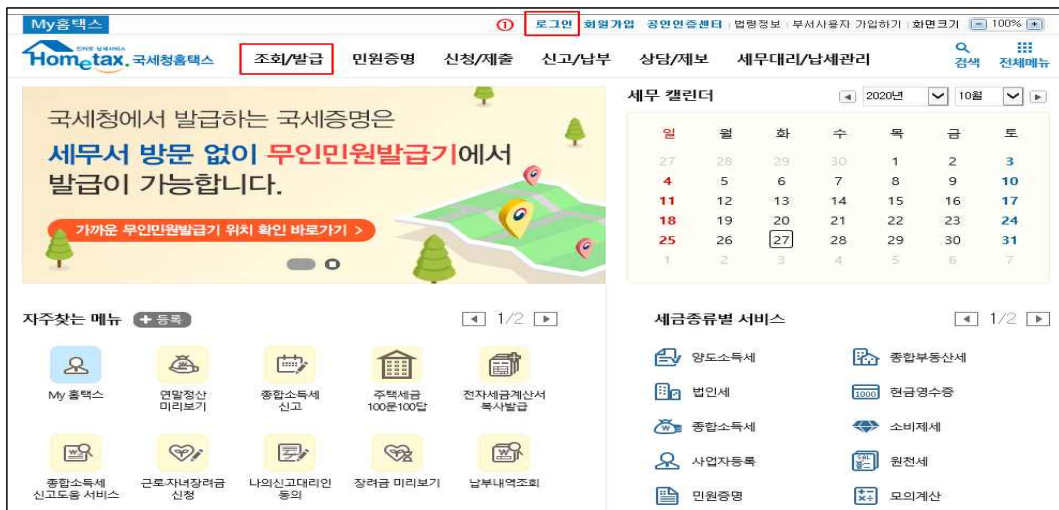 My홈택스
① 로그인 회원가입 공인인증센터 법령정보 부서사용자 가입하기 화면크기 100%
Hometax. 국세청홈택스 조회/발급 민원증명 신청/제출 신고/납부 상담/제보 세무대리/납세관리 검색 전체메뉴
국세청에서 발급하는 국세증명은
세무서 방문 없이 무인민원발급기에서
발급이 가능합니다.
가까운 무인민원발급기 위치 확인 바로가기 >
세무 캘린더 2020년 10월
일 월 화 수 목 금 토
27 28 29 30 1 2 3
4 5 6 7 8 9 10
11 12 13 14 15 16 17
18 19 20 21 22 23 24
25 26 27 28 29 30 31
1 2 3 4 5 6 7
자주찾는 메뉴 + 등록 1/2
My 홈택스
연말정산
미리보기
종합소득세
신고
주택세금
100문100답
전자세금계산서
복사발급
종합소득세
신고도움 서비스
근로·자녀장려금
신청
나의신고대리인
동의
장려금 미리보기
납부내역조회
세금종류별 서비스 1/2
양도소득세 종합부동산세
법인세 현금영수증
종합소득세 소비제세
사업자등록 원천세
민원증명 모의계산